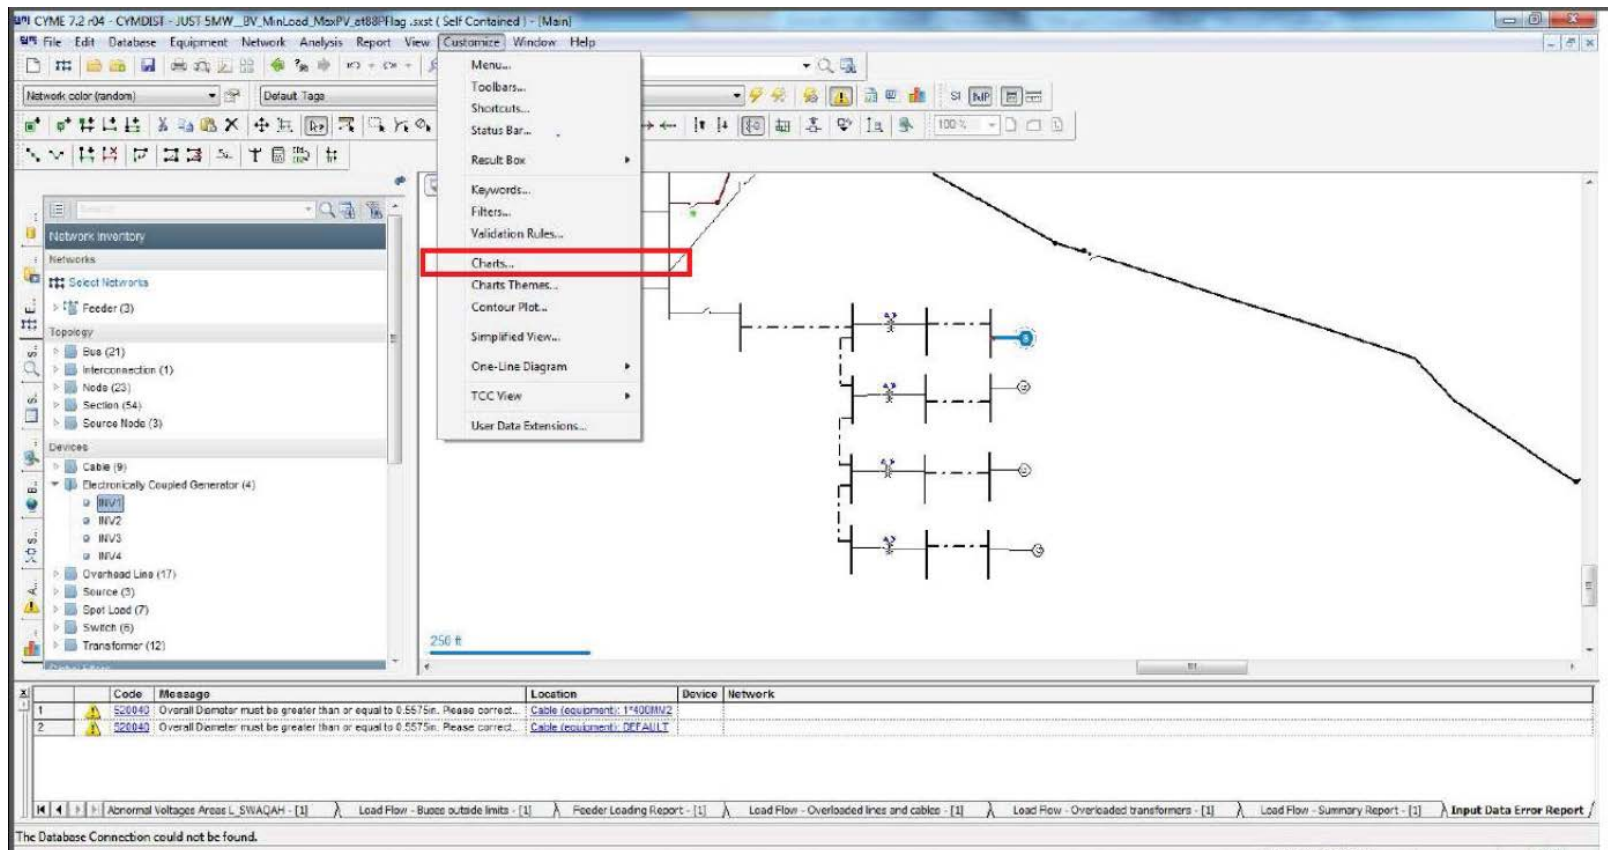 CYME 7.2 r04 - CYMDIST - JUST 5MW__BV_MinLoad_MaxPV_at88PFlag .sxst ( Self Contained ) - [Main]
File Edit Database Equipment Network Analysis Report View Customize Window Help
Network color (random)
Default Tags
SI
IMP
100 %
Menu...
Toolbars...
Shortcuts...
Status Bar...
Result Box
Keywords...
Filters...
Validation Rules...
Charts...
Charts Themes...
Contour Plot...
Simplified View...
One-Line Diagram
TCC View
User Data Extensions...
Network Inventory
Networks
Select Networks
Feeder (3)
Topology
Bus (21)
Interconnection (1)
Node (23)
Section (54)
Source Node (3)
Devices
Cable (9)
Electronically Coupled Generator (4)
INV1
INV2
INV3
INV4
Overhead Line (17)
Source (3)
Spot Load (7)
Switch (6)
Transformer (12)
250 ft
Code Message Location Device Network
1 520040 Overall Diameter must be greater than or equal to 0.5575in. Please correct... Cable (equipment): 1*400MM2
2 520040 Overall Diameter must be greater than or equal to 0.5575in. Please correct... Cable (equipment): DEFAULT
Abnormal Voltages Areas L_SWAQAH - [1] Load Flow - Buses outside limits - [1] Feeder Loading Report - [1] Load Flow - Overloaded lines and cables - [1] Load Flow - Overloaded transformers - [1] Load Flow - Summary Report - [1] Input Data Error Report
The Database Connection could not be found.